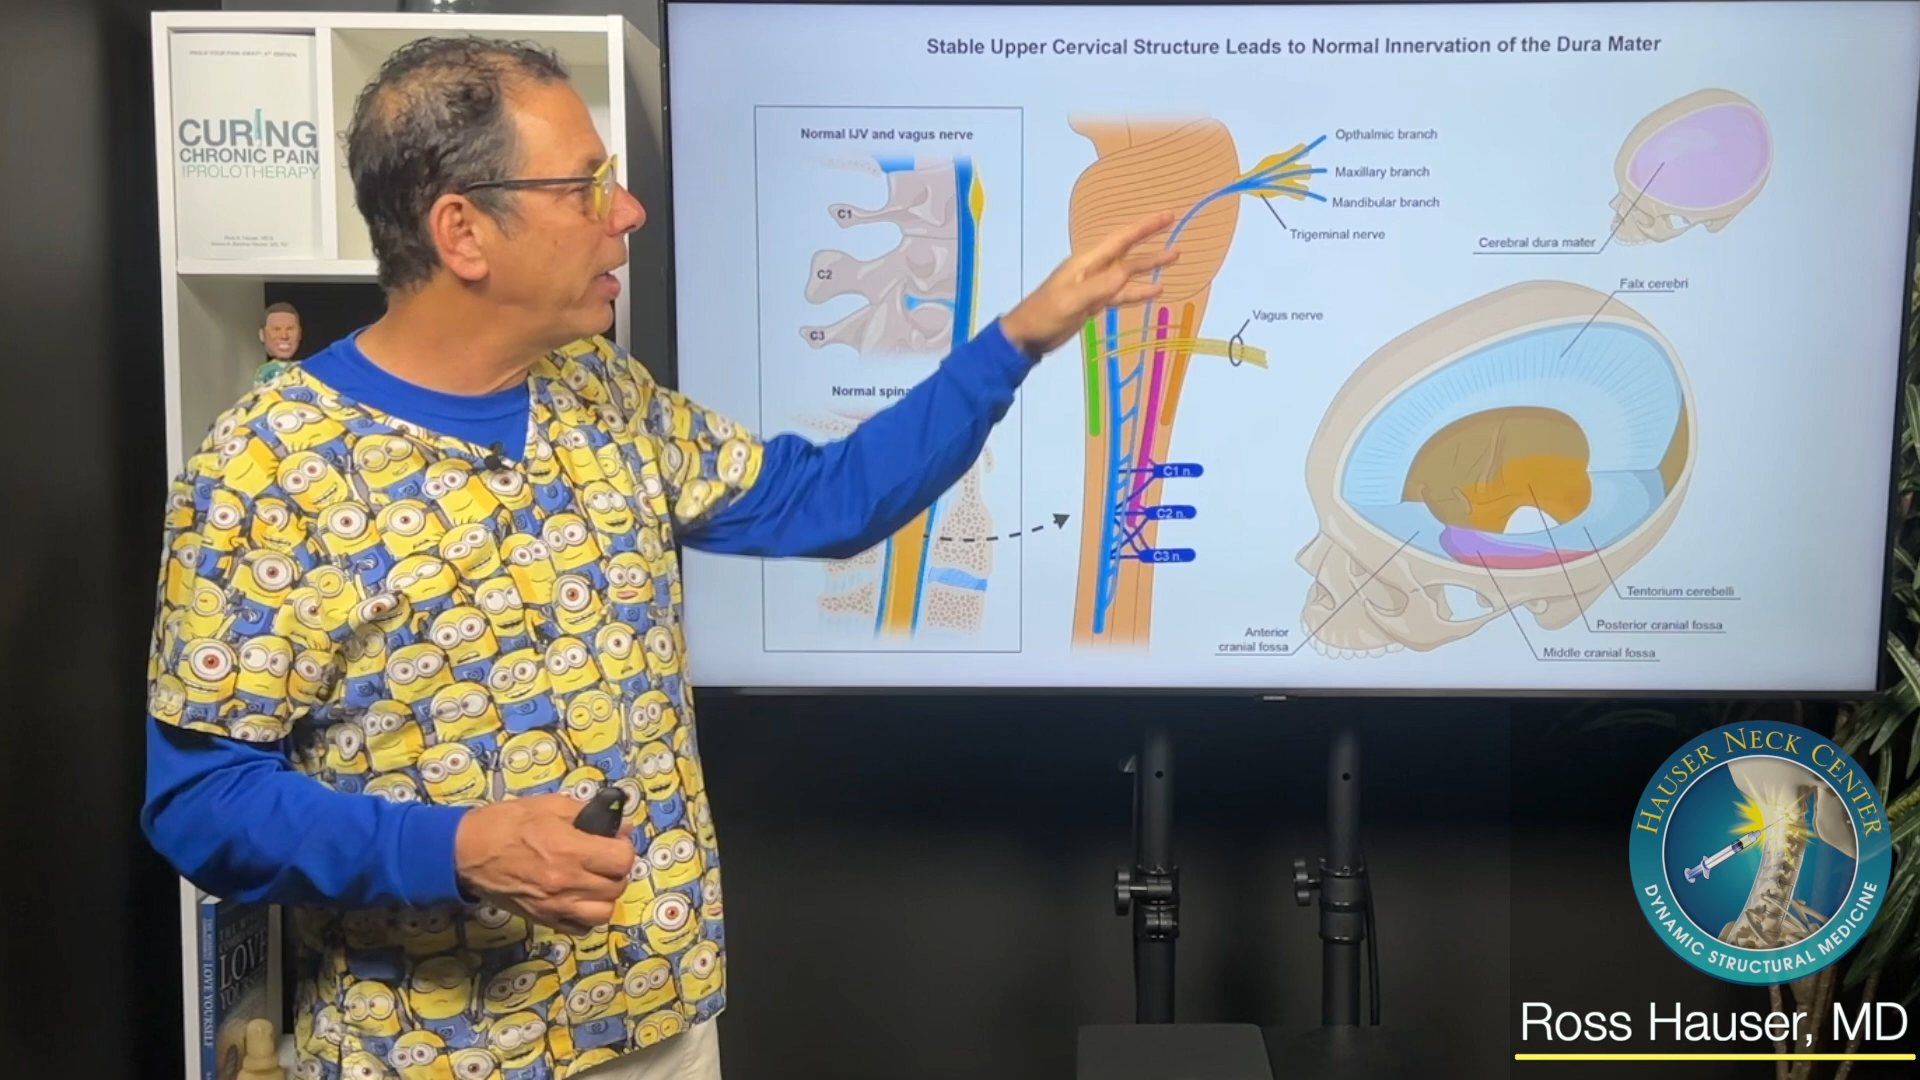 Stable Upper Cervical Structure Leads to Normal Innervation of the Dura Mater
CURING
CHRONIC PAIN
PROLOTHERAPY
Normal IJV and vagus nerve
C1
C2
C3
Normal spinal
Opthalmic branch
Maxillary branch
Mandibular branch
Trigeminal nerve
Vagus nerve
C1 n.
C2 n.
C3 n.
Cerebral dura mater
Falx cerebri
Tentorium cerebelli
Posterior cranial fossa
Middle cranial fossa
Anterior
cranial fossa
LOVE
LOVE YOURSELF
HAUSER NECK CENTER
DYNAMIC STRUCTURAL MEDICINE
Ross Hauser, MD